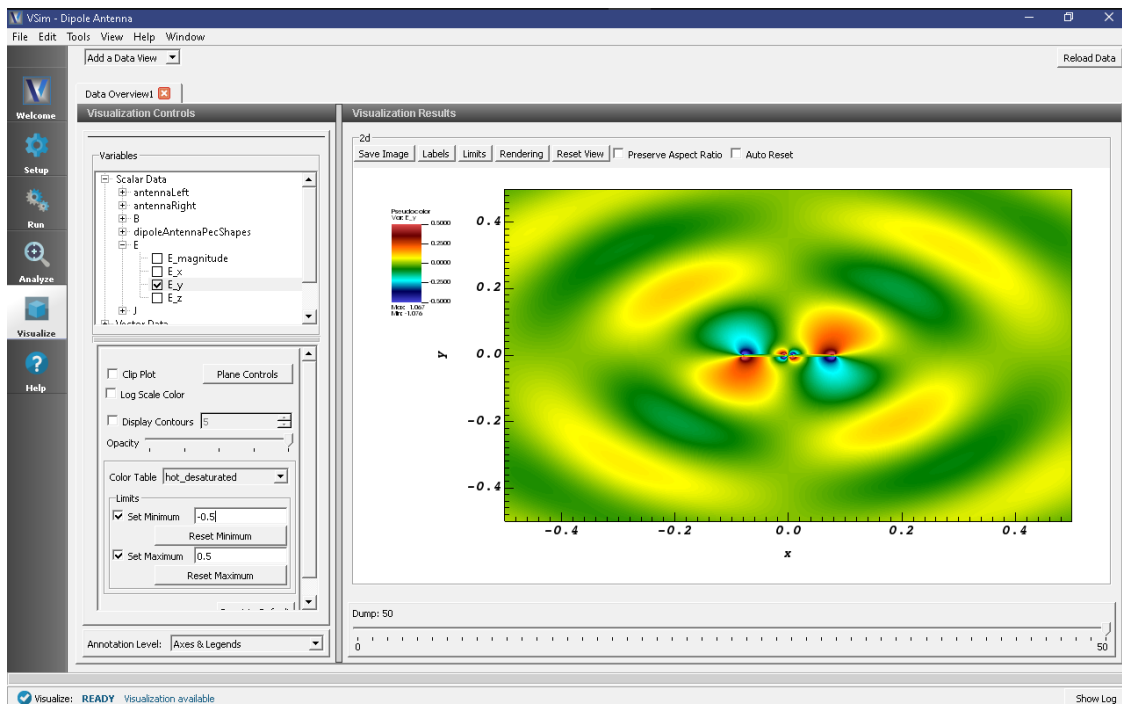 VSim - Dipole Antenna
File Edit Tools View Help Window
Add a Data View
Reload Data
Data Overview1
Welcome
Setup
Run
Analyze
Visualize
Help
Visualization Controls
Variables
Scalar Data
antennaLeft
antennaRight
B
dipoleAntennaPecShapes
E
E_magnitude
E_x
E_y
E_z
J
Vector Data
Clip Plot
Plane Controls
Log Scale Color
Display Contours 5
Opacity
Color Table hot_desaturated
Limits
Set Minimum -0.5
Reset Minimum
Set Maximum 0.5
Reset Maximum
Annotation Level: Axes & Legends
Visualization Results
2d
Save Image Labels Limits Rendering Reset View Preserve Aspect Ratio Auto Reset
Pseudocolor
Var: E_y
0.5000
0.2500
0.0000
-0.2500
-0.5000
Max: 1.067
Min: -1.076
0.4
0.2
0.0
-0.2
-0.4
y
-0.4 -0.2 0.0 0.2 0.4
x
Dump: 50
0 50
Visualize: READY Visualization available
Show Log